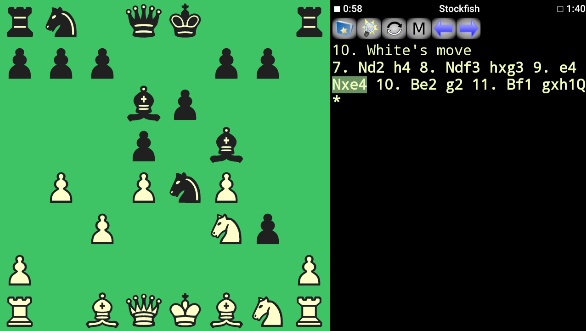 0:58 Stockfish 1:40
M
10. White's move
7. Nd2 h4 8. Ndf3 hxg3 9. e4
Nxe4 10. Be2 g2 11. Bf1 gxh1Q
*